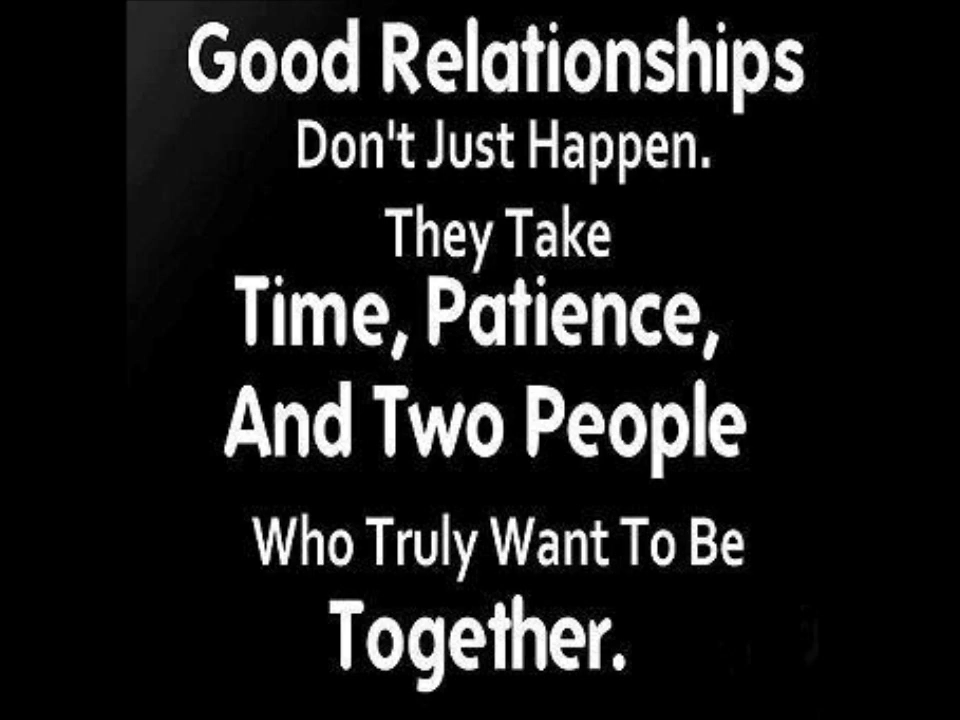 Good Relationships
Don't Just Happen.
They Take
Time, Patience,
And Two People
Who Truly Want To Be
Together.